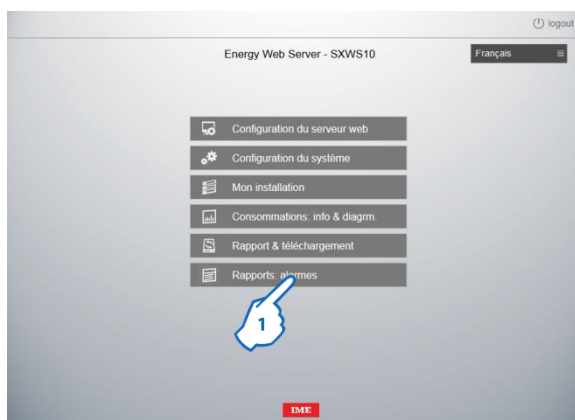 logout
Energy Web Server - SXWS10
Français
Configuration du serveur web
Configuration du système
Mon installation
Consommations: info & diagrm.
Rapport & téléchargement
Rapports: alarmes
1
IME